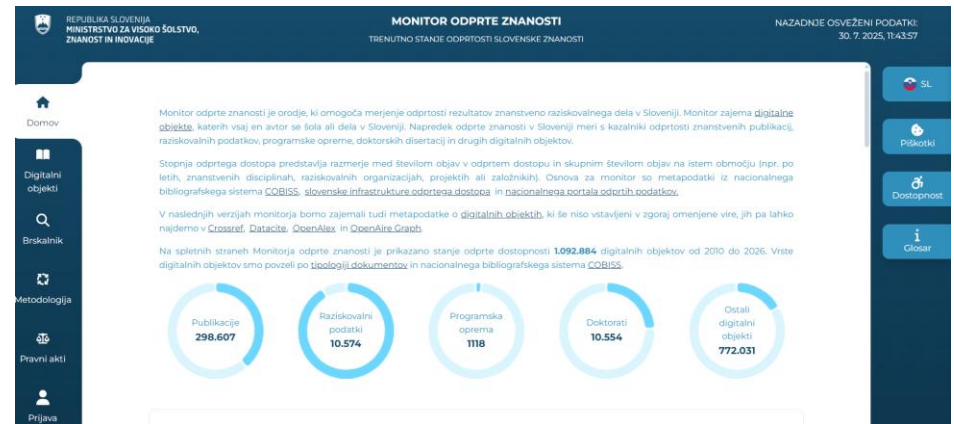 REPUBLIKA SLOVENIJA
MINISTRSTVO ZA VISOKO ŠOLSTVO,
ZNANOST IN INOVACIJE
MONITOR ODPRTE ZNANOSTI
TRENUTNO STANJE ODPRTOSTI SLOVENSKE ZNANOSTI
NAZADNJE OSVEŽENI PODATKI:
30. 7. 2025, 11:43:57
Domov
Digitalni
objekti
Brskalnik
Metodologija
Pravni akti
Prijava
Monitor odprte znanosti je orodje, ki omogoča merjenje odprtosti rezultatov znanstveno raziskovalnega dela v Sloveniji. Monitor zajema digitalne
objekte, katerih vsaj en avtor se šola ali dela v Sloveniji. Napredek odprte znanosti v Sloveniji meri s kazalniki odprtosti znanstvenih publikacij,
raziskovalnih podatkov, programske opreme, doktorskih disertacij in drugih digitalnih objektov.
Stopnja odprtega dostopa predstavlja razmerje med številom objav v odprtem dostopu in skupnim številom objav na istem območju (npr. po
letih, znanstvenih disciplinah, raziskovalnih organizacijah, projektih ali založnikih). Osnova za monitor so metapodatki iz nacionalnega
bibliografskega sistema COBISS, slovenske infrastrukture odprtega dostopa in nacionalnega portala odprtih podatkov.
V naslednjih verzijah monitorja bomo zajemali tudi metapodatke o digitalnih objektih, ki še niso vstavljeni v zgoraj omenjene vire, jih pa lahko
najdemo v Crossref, Datacite, OpenAlex in OpenAire Graph.
Na spletnih straneh Monitorja odprte znanosti je prikazano stanje odprte dostopnosti 1.092.884 digitalnih objektov od 2010 do 2026. Vrste
digitalnih objektov smo povzeli po tipologiji dokumentov in nacionalnega bibliografskega sistema COBISS.
Publikacije
298.607
Raziskovalni
podatki
10.574
Programska
oprema
1118
Doktorati
10.554
Ostali
digitalni
objekti
772.031
SL
Piškotki
Dostopnost
Glosar